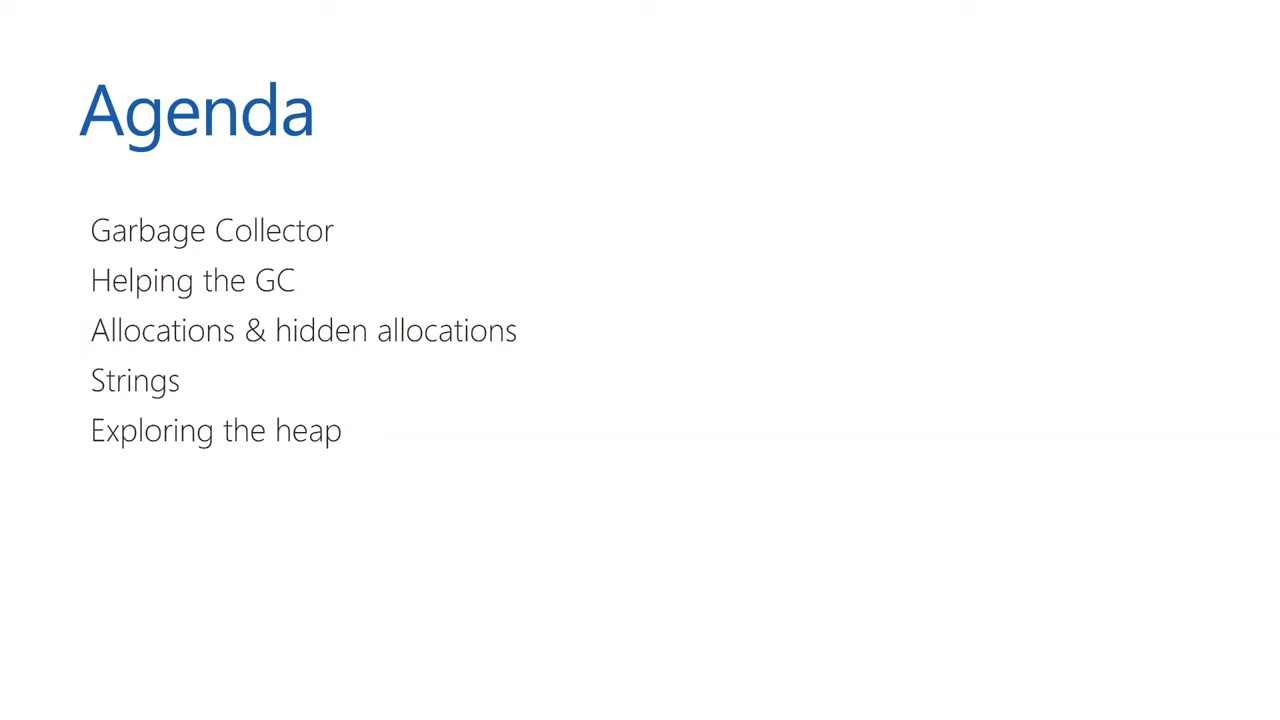 Agenda
Garbage Collector
Helping the GC
Allocations & hidden allocations
Strings
Exploring the heap